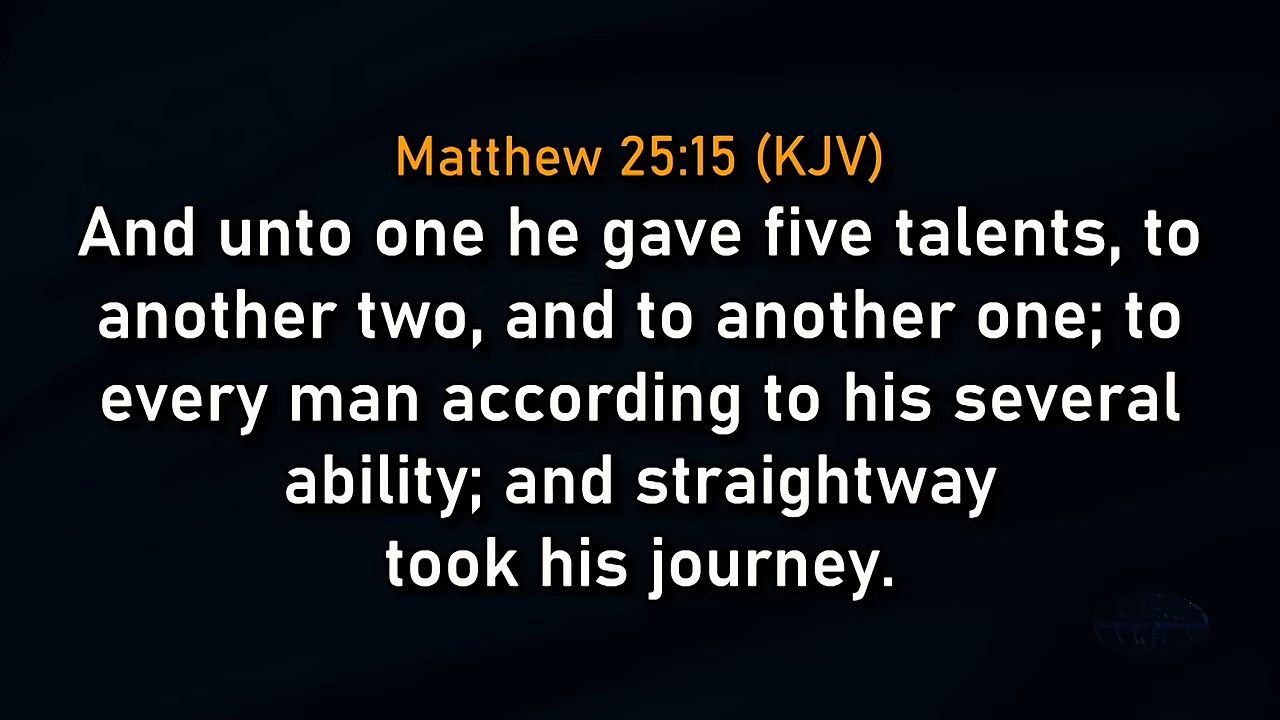 Matthew 25:15 (KJV)
And unto one he gave five talents, to
another two, and to another one; to
every man according to his several
ability; and straightway
took his journey.